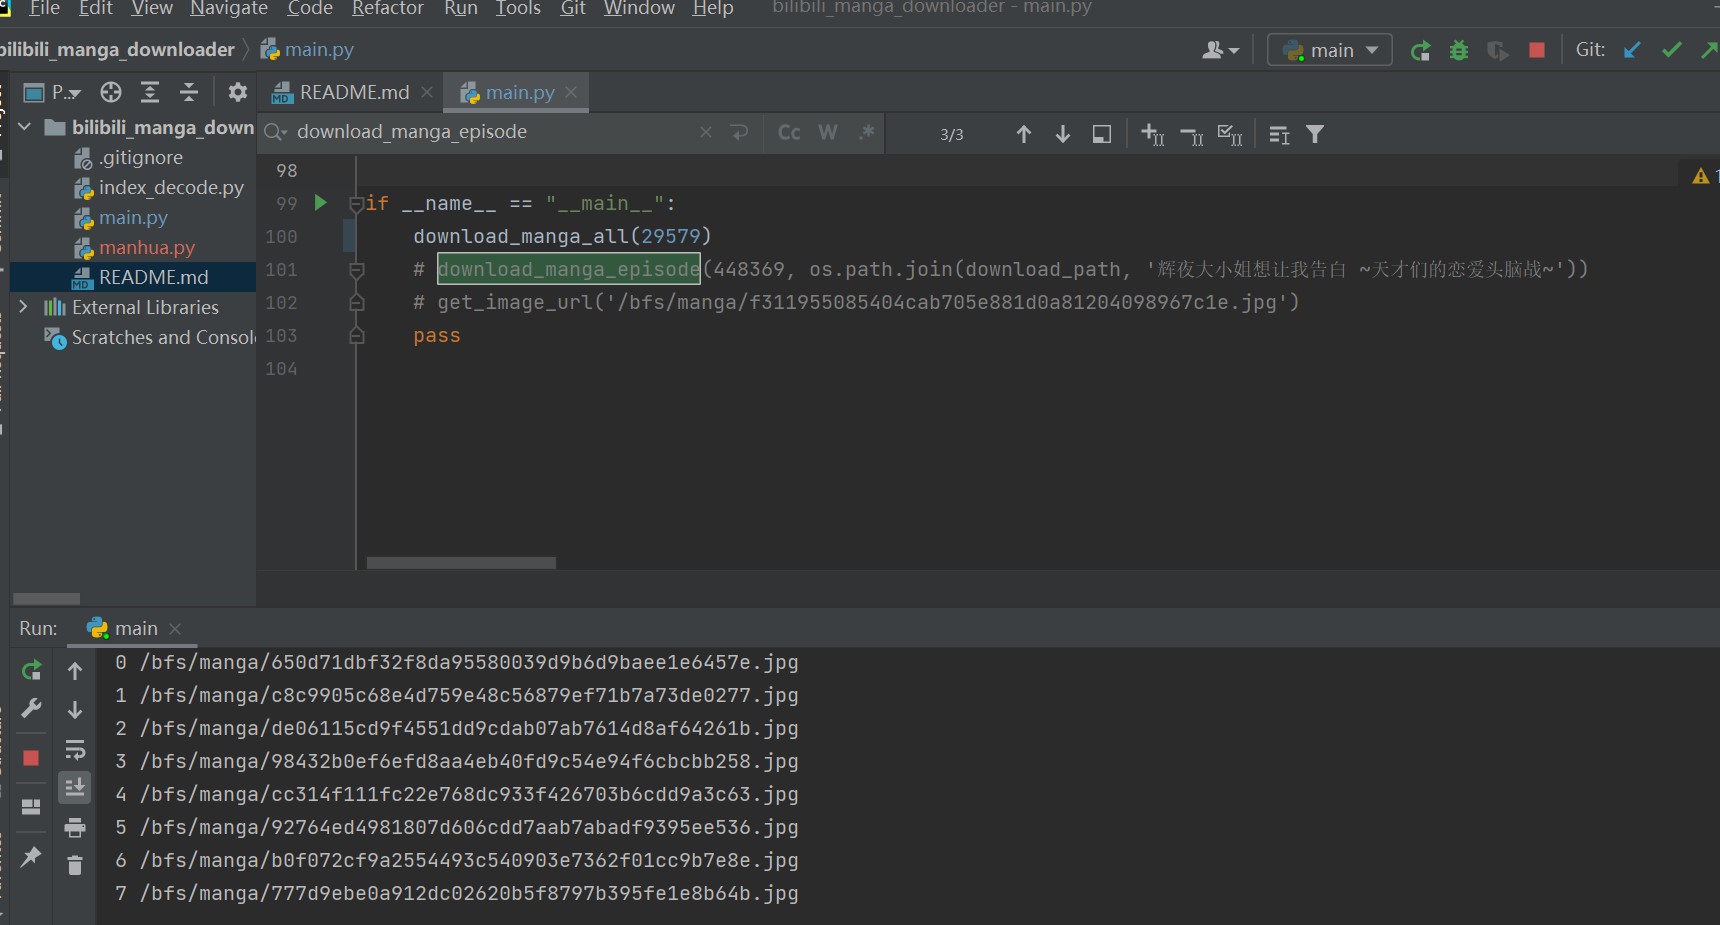 File Edit View Navigate Code Refactor Run Tools Git Window Help bilibili_manga_downloader - main.py
bilibili_manga_downloader main.py main Git:
P... README.md main.py
bilibili_manga_down
download_manga_episode Cc W .* 3/3
.gitignore
index_decode.py
main.py
manhua.py
README.md
External Libraries
Scratches and Consol
98
99 if __name__ == "__main__":
100 download_manga_all(29579)
101 # download_manga_episode(448369, os.path.join(download_path, '辉夜大小姐想让我告白 ~天才们的恋爱头脑战~'))
102 # get_image_url('/bfs/manga/f311955085404cab705e881d0a81204098967c1e.jpg')
103 pass
104
Run: main
0 /bfs/manga/650d71dbf32f8da95580039d9b6d9baee1e6457e.jpg
1 /bfs/manga/c8c9905c68e4d759e48c56879ef71b7a73de0277.jpg
2 /bfs/manga/de06115cd9f4551dd9cdab07ab7614d8af64261b.jpg
3 /bfs/manga/98432b0ef6efd8aa4eb40fd9c54e94f6cbcbb258.jpg
4 /bfs/manga/cc314f111fc22e768dc933f426703b6cdd9a3c63.jpg
5 /bfs/manga/92764ed4981807d606cdd7aab7abadf9395ee536.jpg
6 /bfs/manga/b0f072cf9a2554493c540903e7362f01cc9b7e8e.jpg
7 /bfs/manga/777d9ebe0a912dc02620b5f8797b395fe1e8b64b.jpg